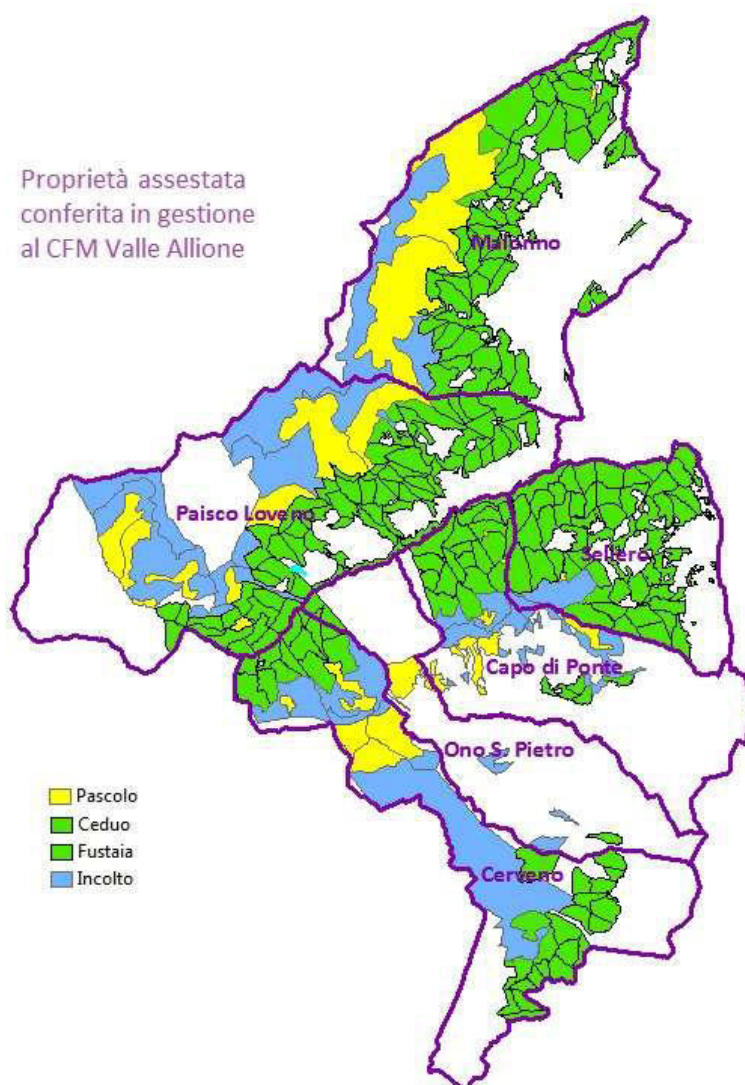 Proprietà assestata
conferita in gestione
al CFM Valle Allione
Malonno
Paisco Loveno
Sellero
Capo di Ponte
Ono S. Pietro
Pascolo
Ceduo
Fustaia
Incolto
Cerveno